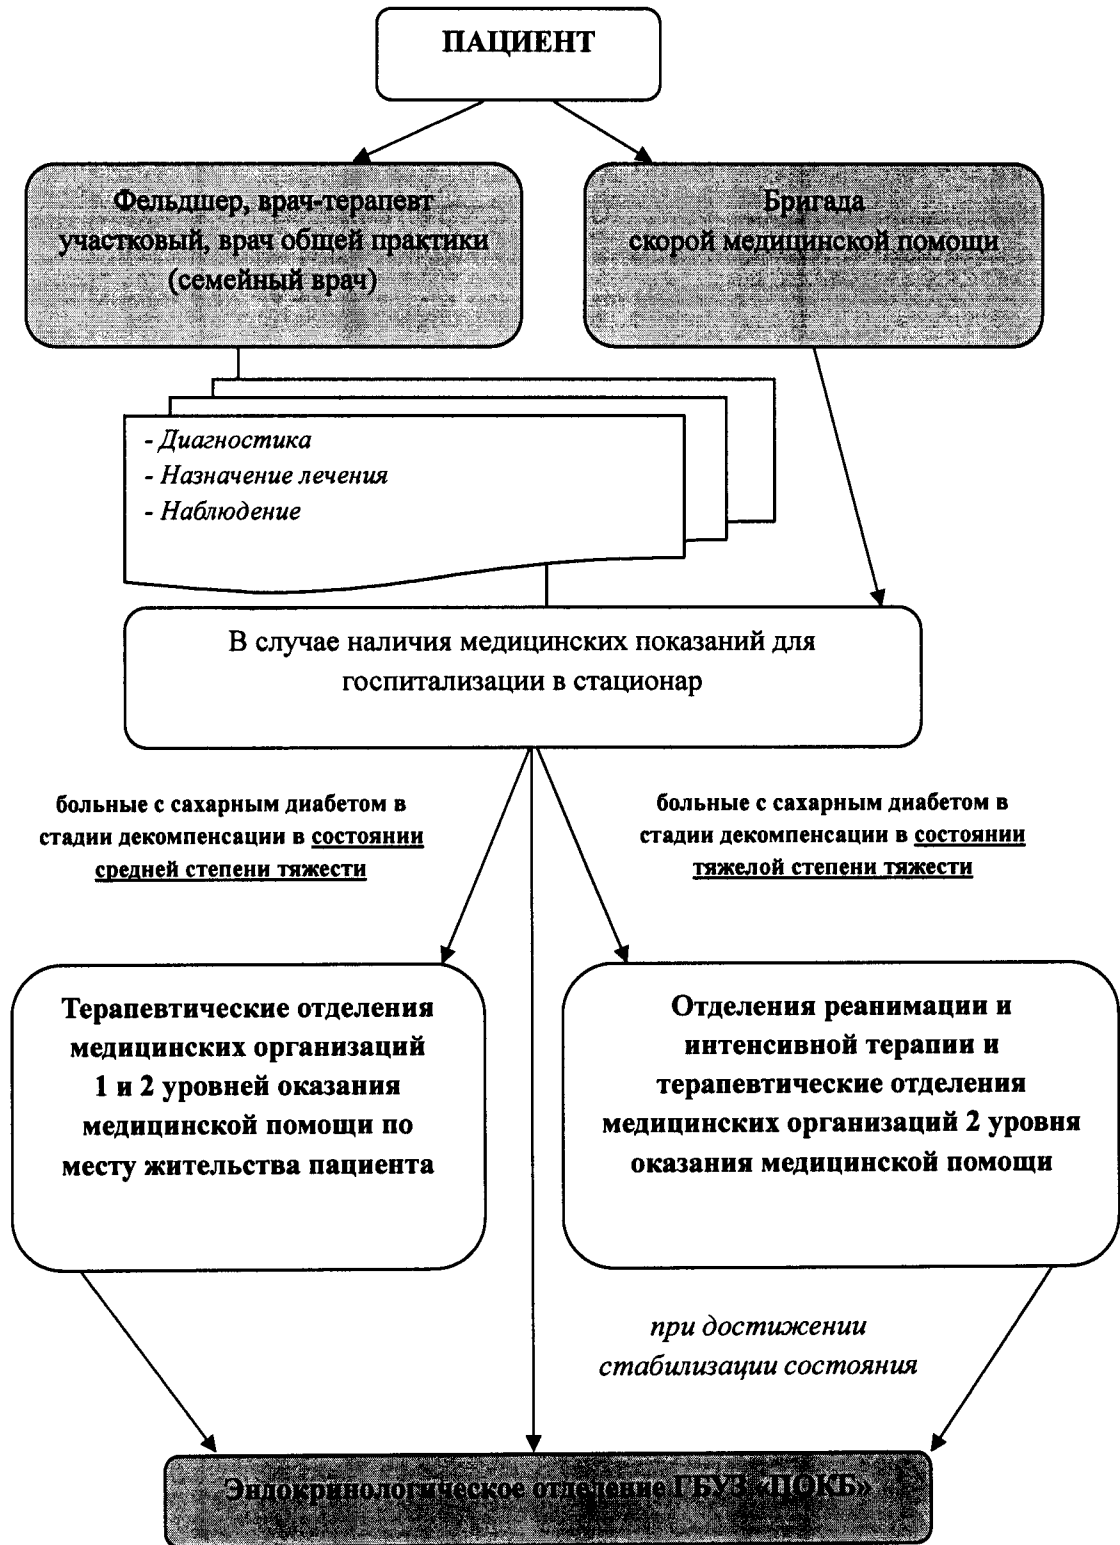 ПАЦИЕНТ
Фельдшер, врач-терапевт
участковый, врач общей практики
(семейный врач)
Бригада
скорой медицинской помощи
- Диагностика
- Назначение лечения
- Наблюдение
В случае наличия медицинских показаний для
госпитализации в стационар
больные с сахарным диабетом в
стадии декомпенсации в состоянии
средней степени тяжести
больные с сахарным диабетом в
стадии декомпенсации в состоянии
тяжелой степени тяжести
Терапевтические отделения
медицинских организаций
1 и 2 уровней оказания
медицинской помощи по
месту жительства пациента
Отделения реанимации и
интенсивной терапии и
терапевтические отделения
медицинских организаций 2 уровня
оказания медицинской помощи
при достижении
стабилизации состояния
Эндокринологическое отделение ГБУЗ «ПОКБ»